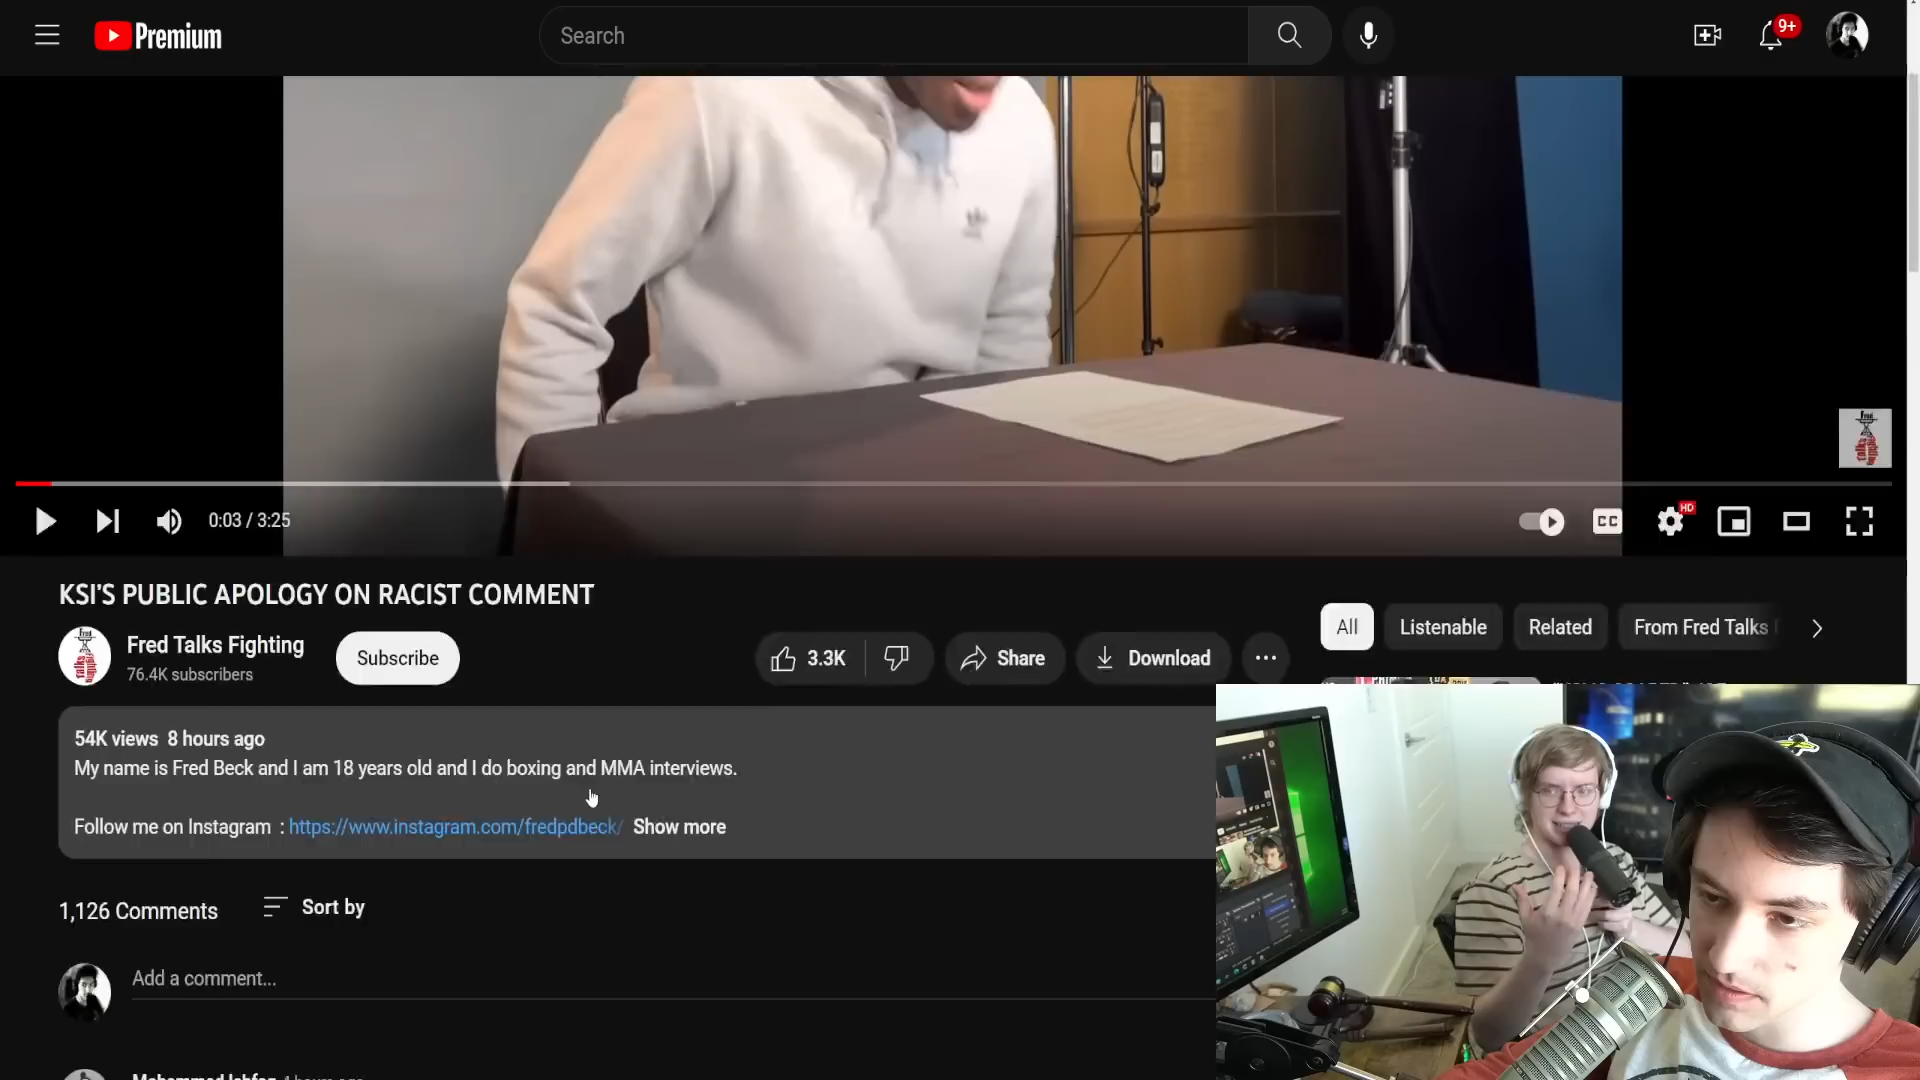 Premium
Search
9+
0:03 / 3:25
CC
HD
KSI'S PUBLIC APOLOGY ON RACIST COMMENT
Fred Talks Fighting
76.4K subscribers
Subscribe
3.3K
Share
Download
All
Listenable
Related
From Fred Talks
54K views 8 hours ago
My name is Fred Beck and I am 18 years old and I do boxing and MMA interviews.
Follow me on Instagram : https://www.instagram.com/fredpdbeck/ Show more
1,126 Comments
Sort by
Add a comment...